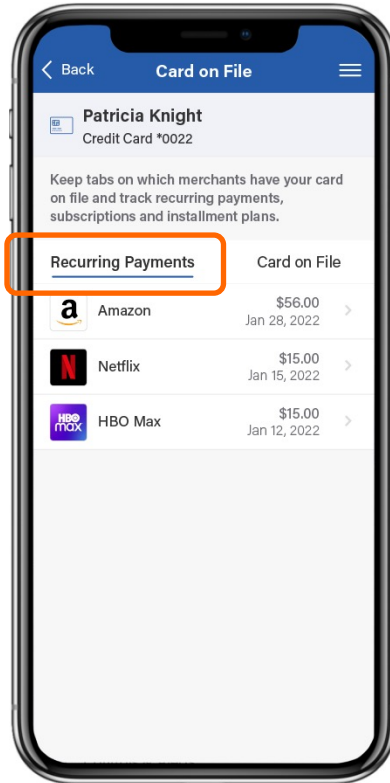 Back
Card on File
Patricia Knight
Credit Card *0022
Keep tabs on which merchants have your card
on file and track recurring payments,
subscriptions and installment plans.
Recurring Payments
Card on File
a
Amazon
$56.00
Jan 28, 2022
N
Netflix
$15.00
Jan 15, 2022
HBO
max
HBO Max
$15.00
Jan 12, 2022